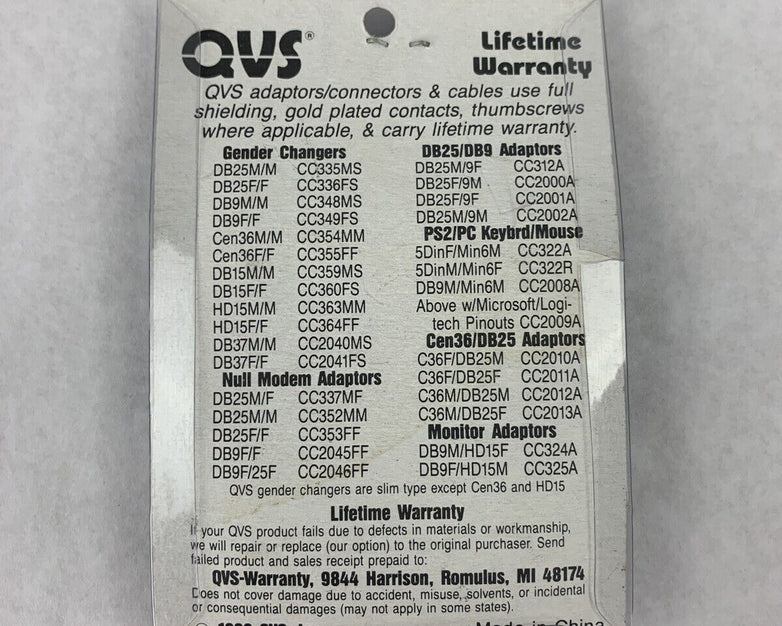 QVS®
Lifetime
Warranty
QVS adaptors/connectors & cables use full
shielding, gold plated contacts, thumbscrews
where applicable, & carry lifetime warranty.
Gender Changers
DB25M/M CC335MS
DB25F/F CC336FS
DB9M/M CC348MS
DB9F/F CC349FS
Cen36M/M CC354MM
Cen36F/F CC355FF
DB15M/M CC359MS
DB15F/F CC360FS
HD15M/M CC363MM
HD15F/F CC364FF
DB37M/M CC2040MS
DB37F/F CC2041FS
Null Modem Adaptors
DB25M/F CC337MF
DB25M/M CC352MM
DB25F/F CC353FF
DB9F/F CC2045FF
DB9F/25F CC2046FF
DB25/DB9 Adaptors
DB25M/9F CC312A
DB25F/9M CC2000A
DB25F/9F CC2001A
DB25M/9M CC2002A
PS2/PC Keybrd/Mouse
5DinF/Min6M CC322A
5DinM/Min6F CC322R
DB9M/Min6M CC2008A
Above w/Microsoft/Logi-
tech Pinouts CC2009A
Cen36/DB25 Adaptors
C36F/DB25M CC2010A
C36F/DB25F CC2011A
C36M/DB25M CC2012A
C36M/DB25F CC2013A
Monitor Adaptors
DB9M/HD15F CC324A
DB9F/HD15M CC325A
QVS gender changers are slim type except Cen36 and HD15
Lifetime Warranty
If your QVS product fails due to defects in materials or workmanship,
we will repair or replace (our option) to the original purchaser. Send
failed product and sales receipt prepaid to:
QVS-Warranty, 9844 Harrison, Romulus, MI 48174
Does not cover damage due to accident, misuse, solvents, or incidental
or consequential damages (may not apply in some states).
Made in China